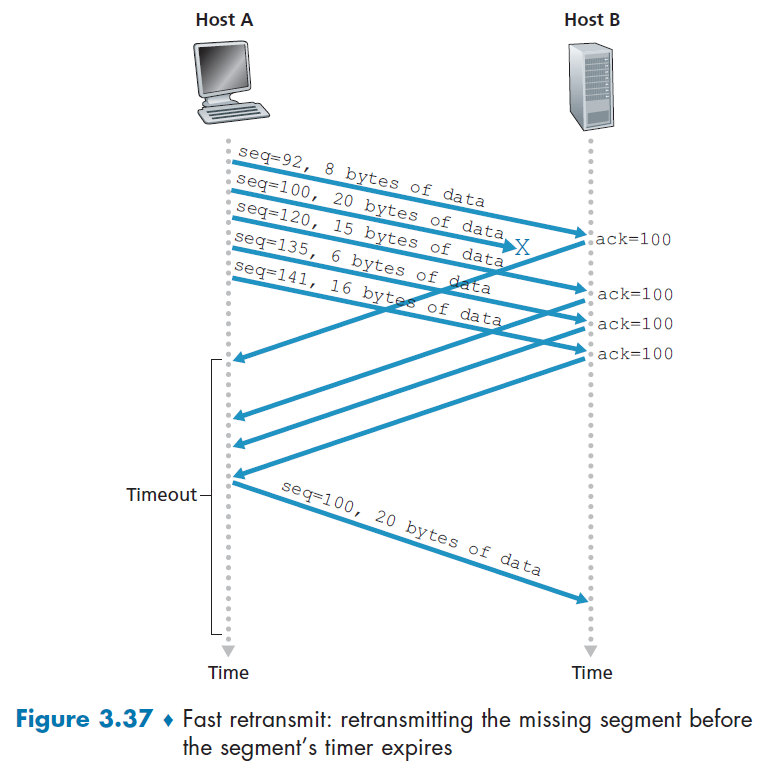 Host A
Host B
seq=92, 8 bytes of data
seq=100, 20 bytes of data
X
seq=120, 15 bytes of data
seq=135, 6 bytes of data
seq=141, 16 bytes of data
ack=100
ack=100
ack=100
ack=100
Timeout
seq=100, 20 bytes of data
Time
Time
Figure 3.37 ♦ Fast retransmit: retransmitting the missing segment before
the segment’s timer expires